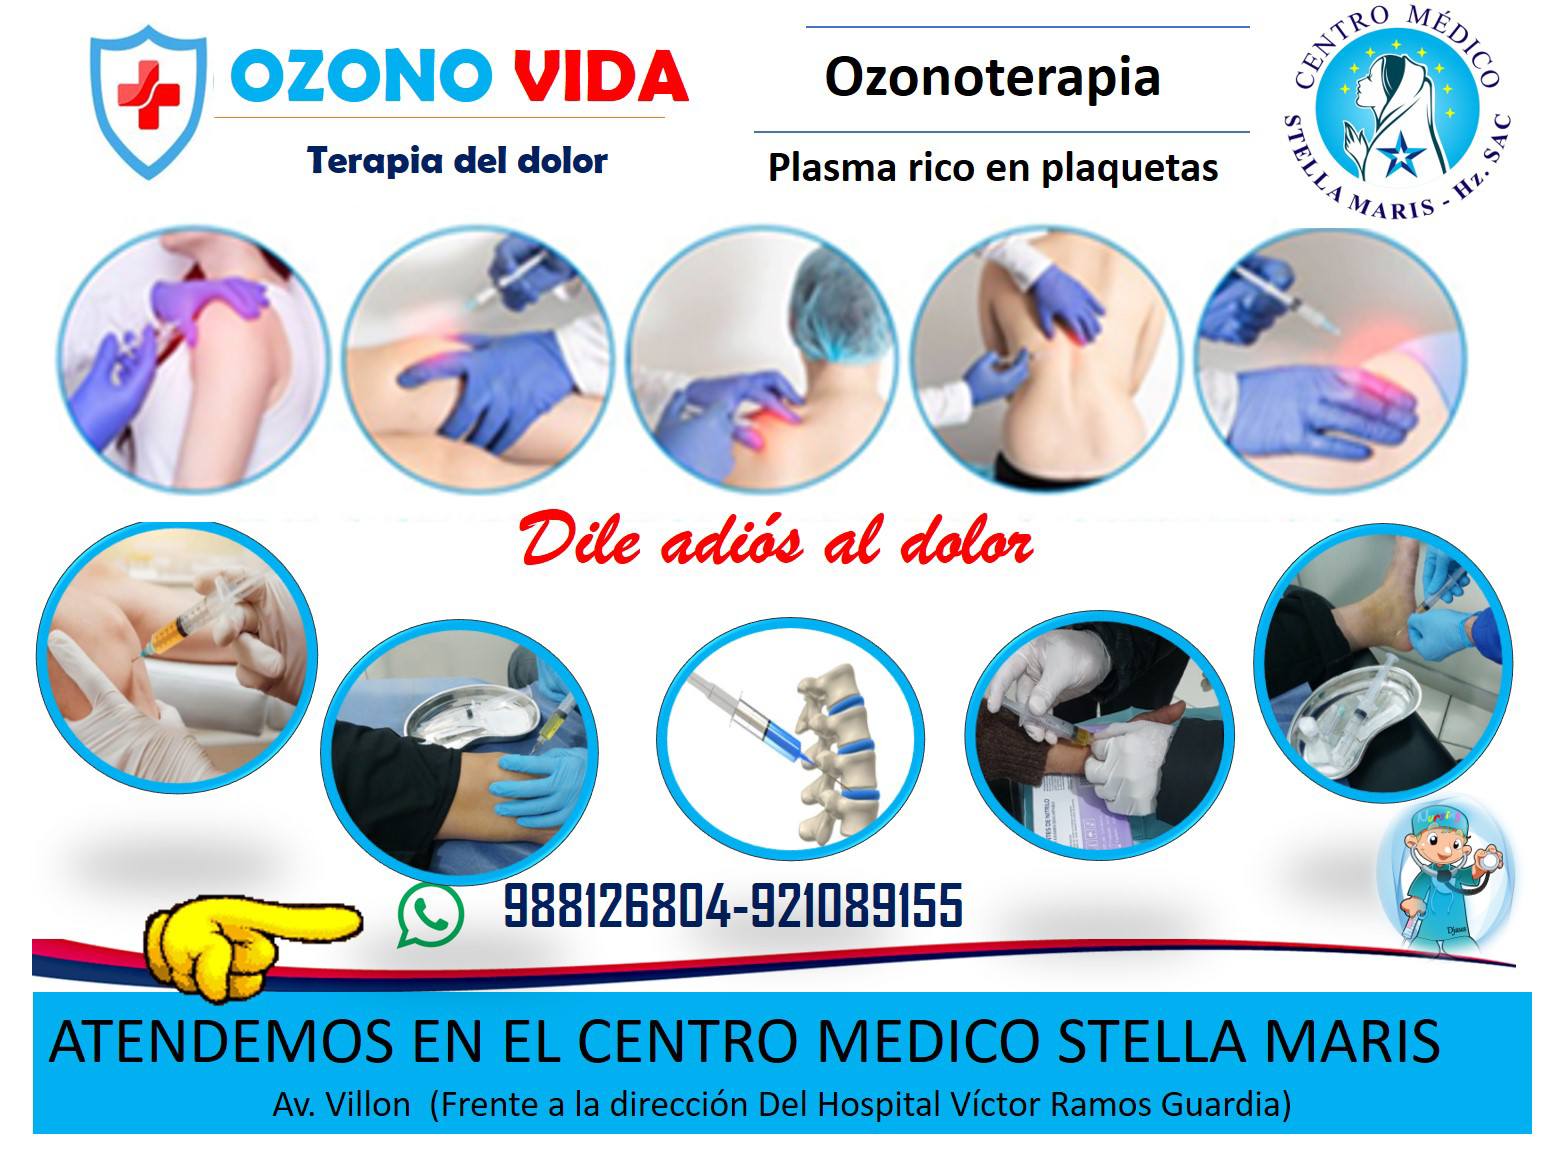 OZONO VIDA
Terapia del dolor
Ozonoterapia
Plasma rico en plaquetas
CENTRO MÉDICO
STELLA MARIS - Hz. SAC
Dile adiós al dolor
Nursing
Djaus
988126804-921089155
ATENDEMOS EN EL CENTRO MEDICO STELLA MARIS
Av. Villon (Frente a la dirección Del Hospital Víctor Ramos Guardia)